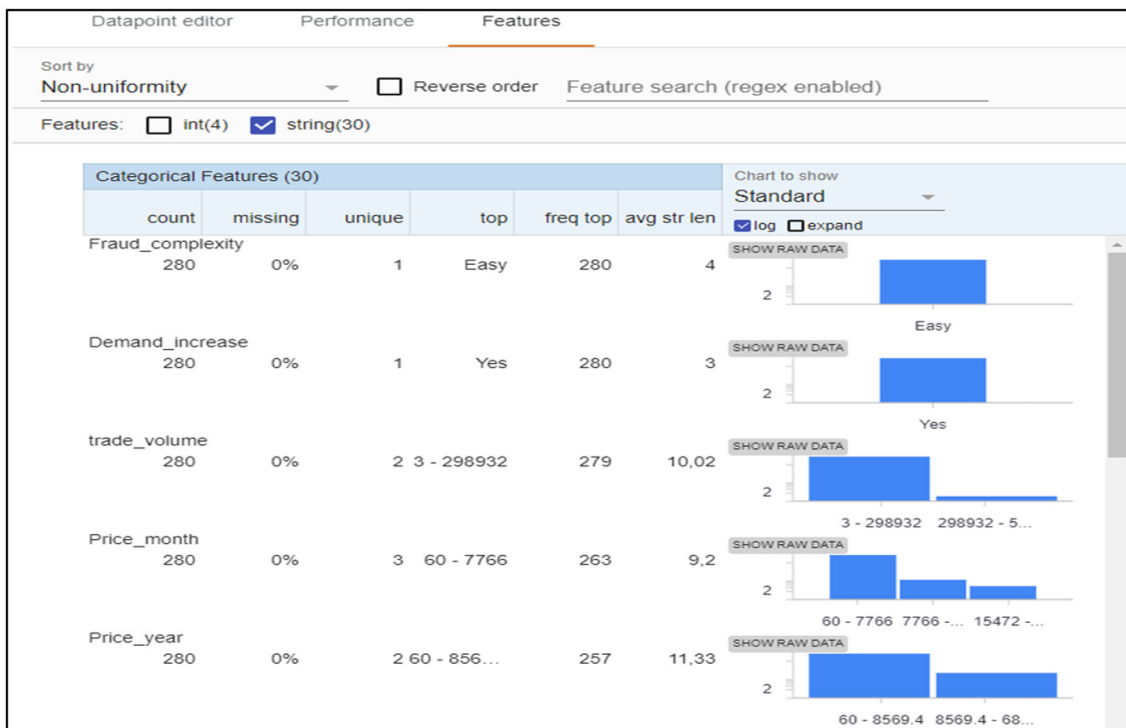 Datapoint editor Performance Features
Sort by
Non-uniformity Reverse order Feature search (regex enabled)
Features: int(4) string(30)
Categorical Features (30) Chart to show
Standard
count missing unique top freq top avg str len
log expand
Fraud_complexity SHOW RAW DATA
280 0% 1 Easy 280 4
2
Easy
Demand_increase SHOW RAW DATA
280 0% 1 Yes 280 3
2
Yes
trade_volume SHOW RAW DATA
280 0% 2 3 - 298932 279 10,02
2
3 - 298932 298932 - 5...
Price_month SHOW RAW DATA
280 0% 3 60 - 7766 263 9,2
2
60 - 7766 7766 -... 15472 -...
Price_year SHOW RAW DATA
280 0% 2 60 - 856... 257 11,33
2
60 - 8569.4 8569.4 - 68...